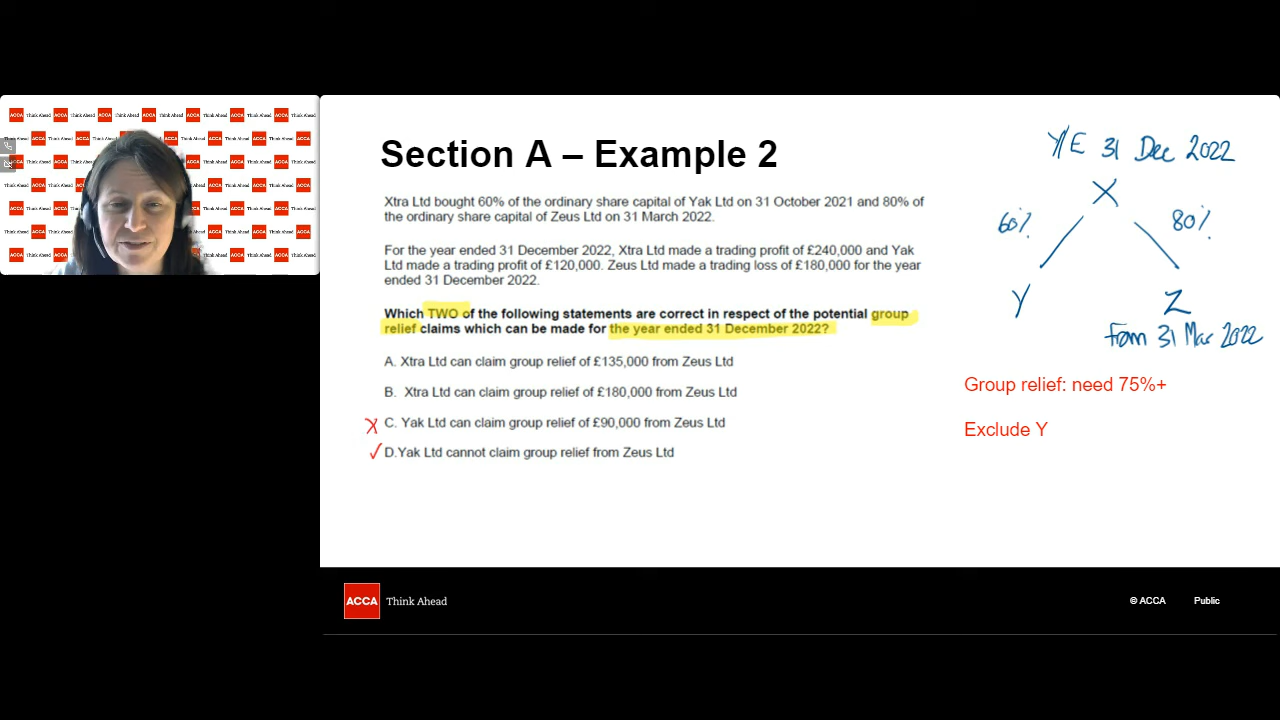 Section A – Example 2
Xtra Ltd bought 60% of the ordinary share capital of Yak Ltd on 31 October 2021 and 80% of
the ordinary share capital of Zeus Ltd on 31 March 2022.
For the year ended 31 December 2022, Xtra Ltd made a trading profit of £240,000 and Yak
Ltd made a trading profit of £120,000. Zeus Ltd made a trading loss of £180,000 for the year
ended 31 December 2022.
Which TWO of the following statements are correct in respect of the potential group
relief claims which can be made for the year ended 31 December 2022?
A. Xtra Ltd can claim group relief of £135,000 from Zeus Ltd
B. Xtra Ltd can claim group relief of £180,000 from Zeus Ltd
X C. Yak Ltd can claim group relief of £90,000 from Zeus Ltd
✓ D.Yak Ltd cannot claim group relief from Zeus Ltd
Y/E 31 Dec 2022
X
60% 80%
Y Z
from 31 Mar 2022
Group relief: need 75%+
Exclude Y
ACCA Think Ahead
© ACCA Public